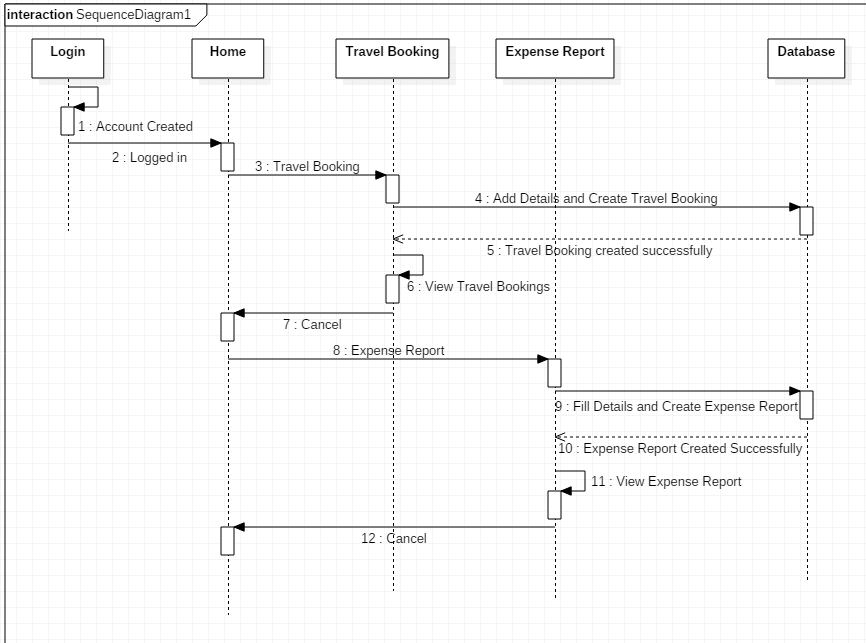 interaction SequenceDiagram1
Login
Home
Travel Booking
Expense Report
Database
1 : Account Created
2 : Logged in
3 : Travel Booking
4 : Add Details and Create Travel Booking
5 : Travel Booking created successfully
6 : View Travel Bookings
7 : Cancel
8 : Expense Report
9 : Fill Details and Create Expense Report
10 : Expense Report Created Successfully
11 : View Expense Report
12 : Cancel